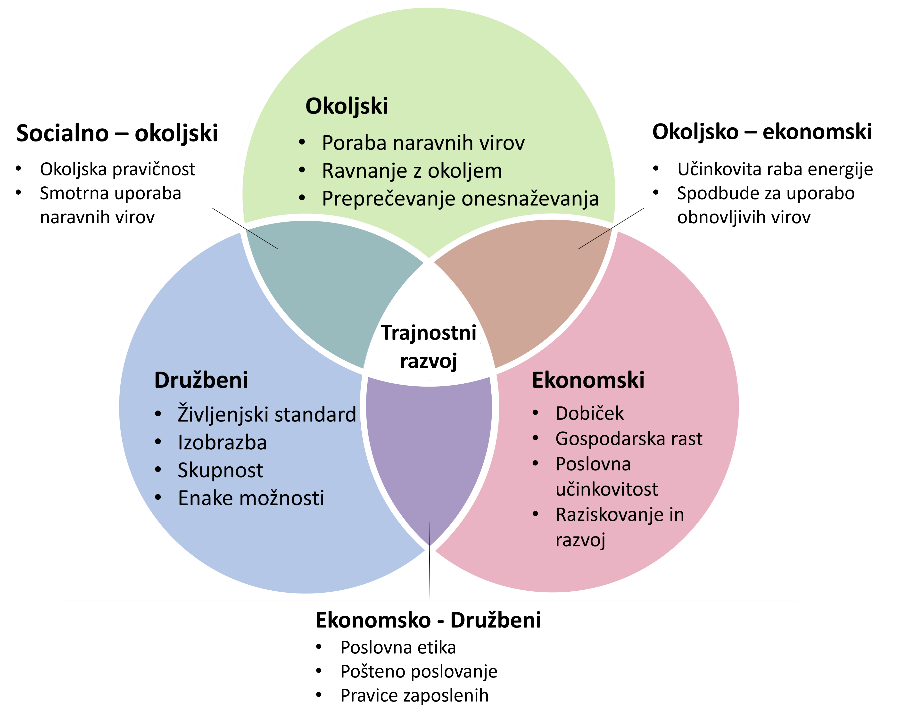 Okoljski
• Poraba naravnih virov
• Ravnanje z okoljem
• Preprečevanje onesnaževanja
Socialno – okoljski
• Okoljska pravičnost
• Smotrna uporaba
naravnih virov
Okoljsko – ekonomski
• Učinkovita raba energije
• Spodbude za uporabo
obnovljivih virov
Trajnostni
razvoj
Družbeni
• Življenjski standard
• Izobrazba
• Skupnost
• Enake možnosti
Ekonomski
• Dobiček
• Gospodarska rast
• Poslovna
učinkovitost
• Raziskovanje in
razvoj
Ekonomsko - Družbeni
• Poslovna etika
• Pošteno poslovanje
• Pravice zaposlenih